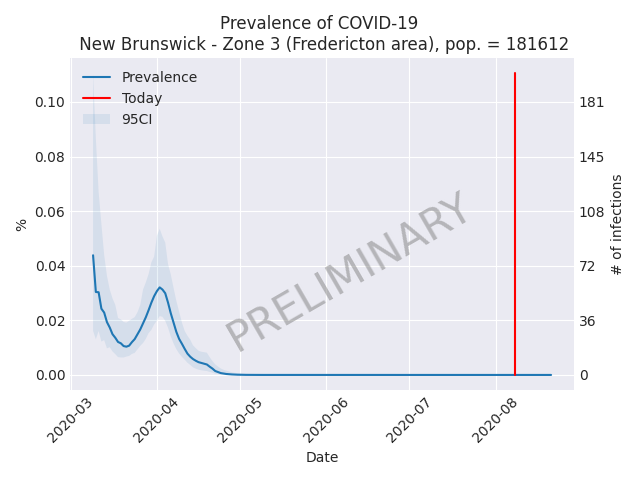 Prevalence of COVID-19
New Brunswick - Zone 3 (Fredericton area), pop. = 181612
Prevalence
Today
95CI
PRELIMINARY
%
0.10
0.08
0.06
0.04
0.02
0.00
# of infections
181
145
108
72
36
0
2020-03
2020-04
2020-05
2020-06
2020-07
2020-08
Date